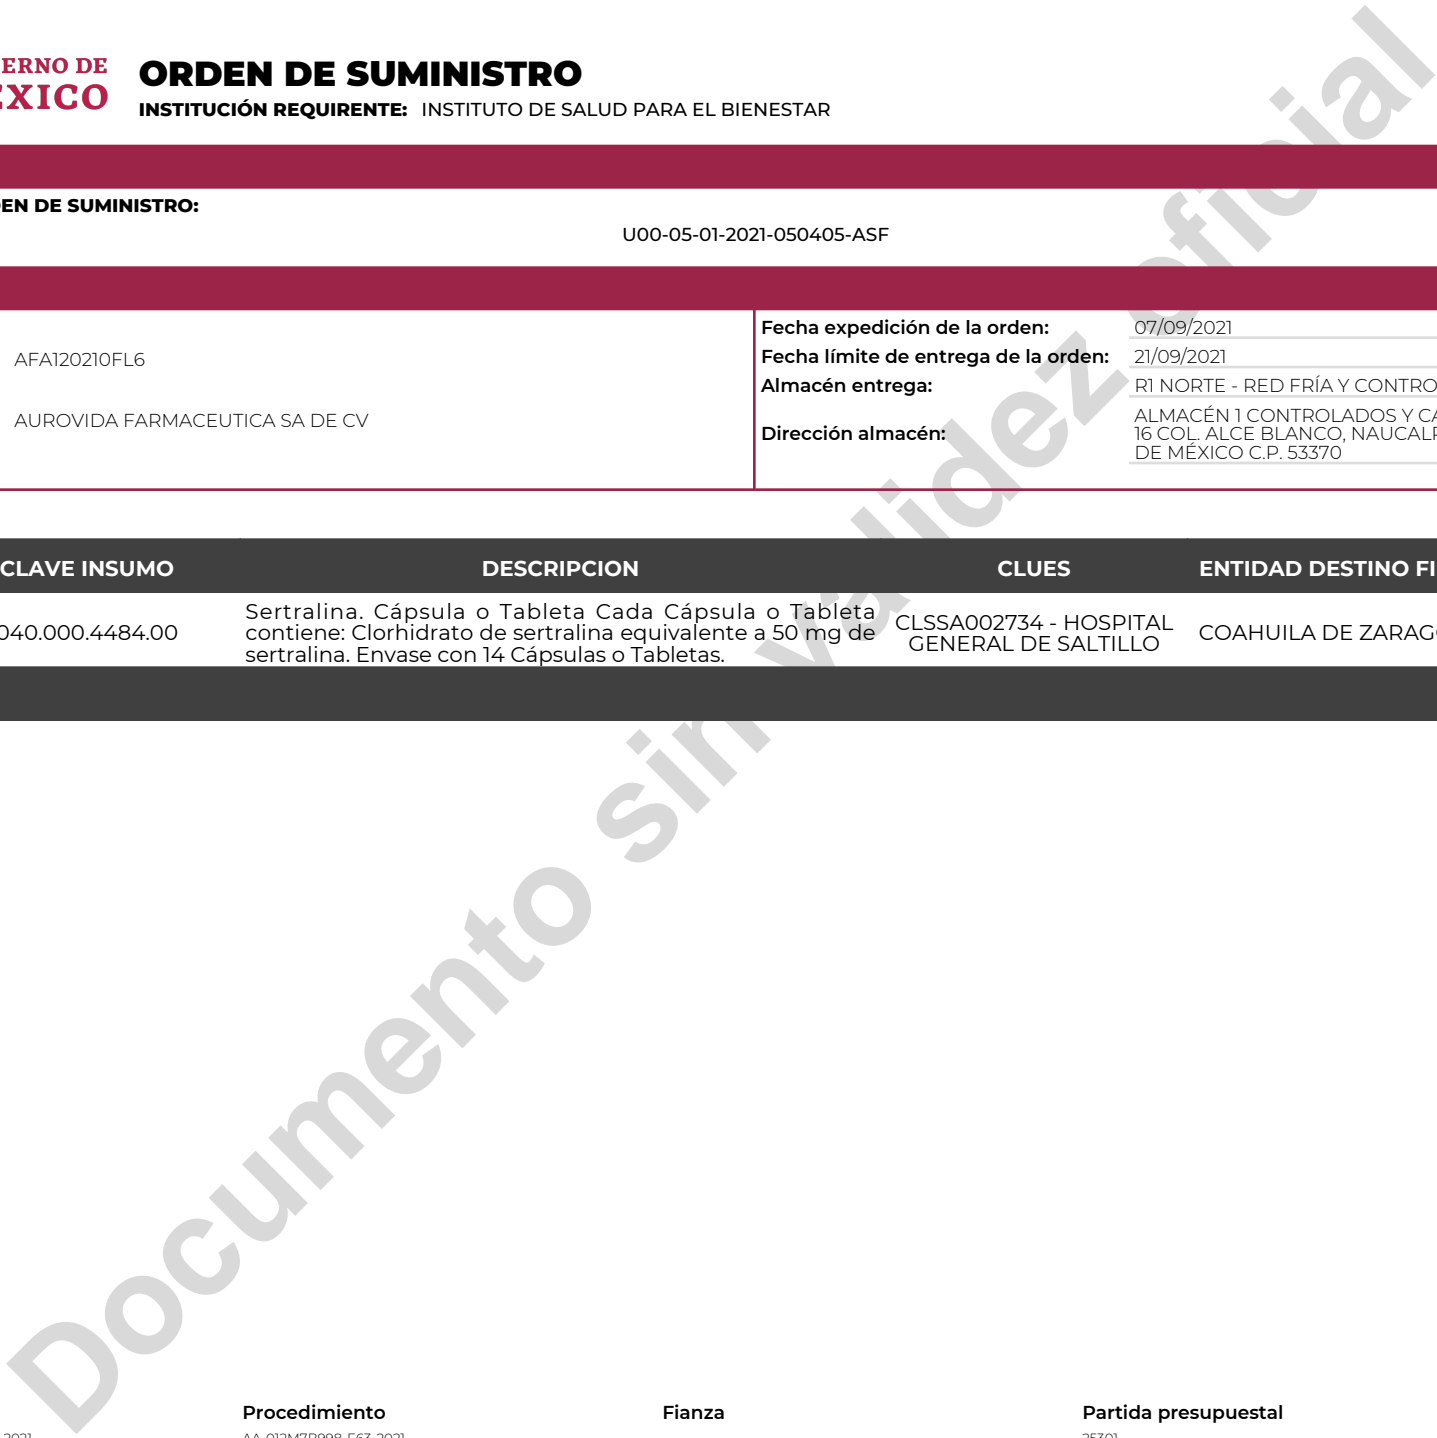 ERNO DE
ÉXICO
ORDEN DE SUMINISTRO
INSTITUCIÓN REQUIRENTE: INSTITUTO DE SALUD PARA EL BIENESTAR
EN DE SUMINISTRO:
U00-05-01-2021-050405-ASF
AFA120210FL6
AUROVIDA FARMACEUTICA SA DE CV
Fecha expedición de la orden: 07/09/2021
Fecha límite de entrega de la orden: 21/09/2021
Almacén entrega: R1 NORTE - RED FRÍA Y CONTRO
Dirección almacén: ALMACÉN 1 CONTROLADOS Y CA
16 COL. ALCE BLANCO, NAUCALP
DE MÉXICO C.P. 53370
CLAVE INSUMO DESCRIPCION CLUES ENTIDAD DESTINO FI
040.000.4484.00
Sertralina. Cápsula o Tableta Cada Cápsula o Tableta
contiene: Clorhidrato de sertralina equivalente a 50 mg de
sertralina. Envase con 14 Cápsulas o Tabletas.
CLSSA002734 - HOSPITAL
GENERAL DE SALTILLO
COAHUILA DE ZARAG
Documento sin validez oficial
Procedimiento Fianza Partida presupuestal